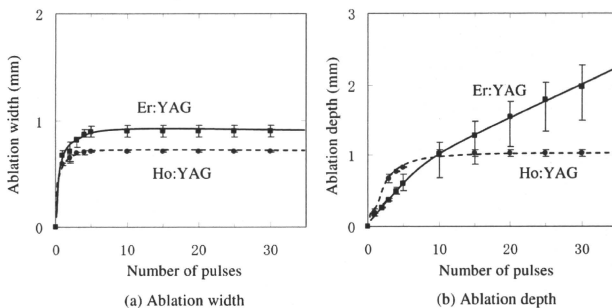 2
1
0
0
10
20
30
Ablation width (mm)
Er:YAG
Ho:YAG
Number of pulses
(a) Ablation width
3
2
1
0
0
10
20
30
Ablation depth (mm)
Er:YAG
Ho:YAG
Number of pulses
(b) Ablation depth